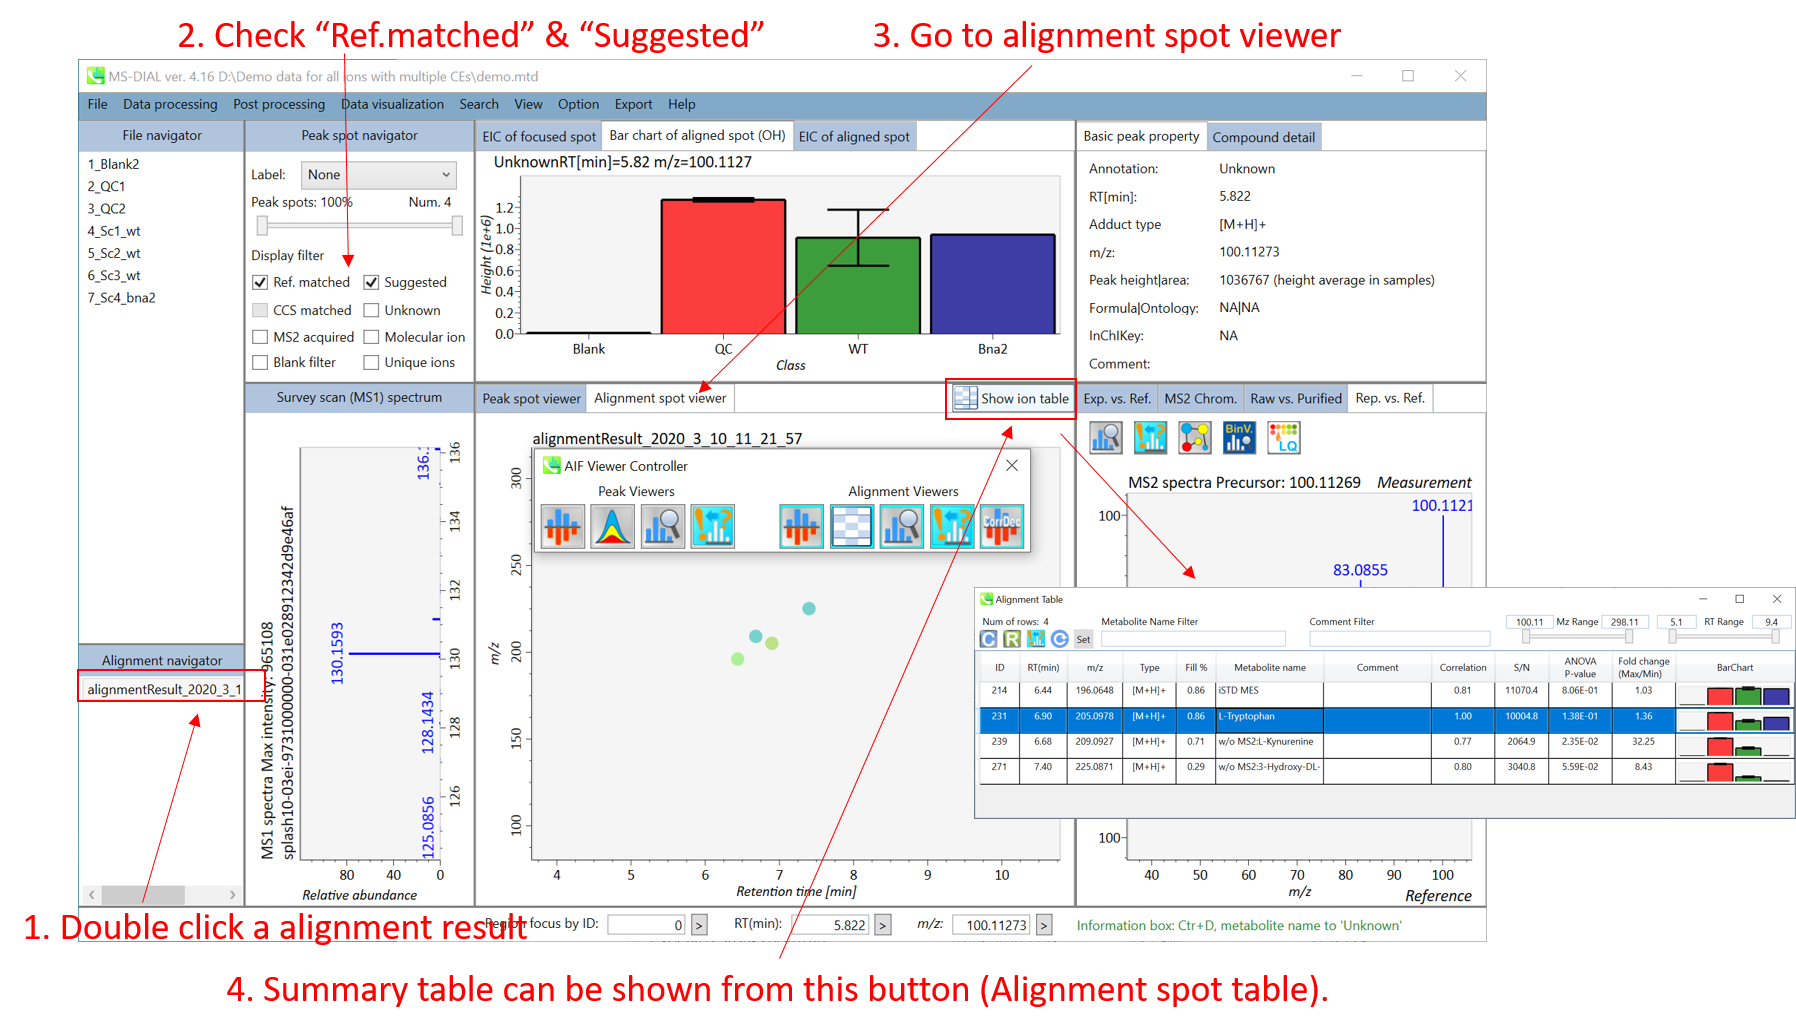 2. Check “Ref.matched” & “Suggested”
3. Go to alignment spot viewer
MS-DIAL ver. 4.16 D:\Demo data for all ions with multiple CEs\demo.mtd
File Data processing Post processing Data visualization Search View Option Export Help
File navigator
1_Blank2
2_QC1
3_QC2
4_Sc1_wt
5_Sc2_wt
6_Sc3_wt
7_Sc4_bna2
Peak spot navigator
Label: None
Peak spots: 100% Num. 4
Display filter
Ref. matched Suggested
CCS matched Unknown
MS2 acquired Molecular ion
Blank filter Unique ions
EIC of focused spot Bar chart of aligned spot (OH) EIC of aligned spot
UnknownRT[min]=5.82 m/z=100.1127
Height (1e+6)
1.2
1.0
0.8
0.6
0.4
0.2
0.0
Blank QC WT Bna2
Class
Basic peak property Compound detail
Annotation: Unknown
RT[min]: 5.822
Adduct type [M+H]+
m/z: 100.11273
Peak height|area: 1036767 (height average in samples)
Formula|Ontology: NA|NA
InChIKey: NA
Comment:
Alignment navigator
alignmentResult_2020_3_1
Survey scan (MS1) spectrum
MS1 spectra Max intensity: 965108
splash10-03ei-9731000000-031e028912342d9e46af
136.
130.1593
128.1434
125.0856
136
134
132
130
128
126
80 40 0
Relative abundance
Peak spot viewer Alignment spot viewer Show ion table
alignmentResult_2020_3_10_11_21_57
AIF Viewer Controller
Peak Viewers Alignment Viewers
CorrDec
m/z
300
250
200
150
100
4 5 6 7 8 9 10
Retention time [min]
Exp. vs. Ref. MS2 Chrom. Raw vs. Purified Rep. vs. Ref.
BinV.
LQ
MS2 spectra Precursor: 100.11269 Measurement
100
100.1121
83.0855
100
40 50 60 70 80 90 100
m/z
Reference
Alignment Table
Num of rows: 4 Metabolite Name Filter Comment Filter 100.11 Mz Range 298.11 5.1 RT Range 9.4
C R Set
ID RT(min) m/z Type Fill % Metabolite name Comment Correlation S/N ANOVA P-value Fold change (Max/Min) BarChart
214 6.44 196.0648 [M+H]+ 0.86 iSTD MES 0.81 11070.4 8.06E-01 1.03
231 6.90 205.0978 [M+H]+ 0.86 L-Tryptophan 1.00 10004.8 1.38E-01 1.36
239 6.68 209.0927 [M+H]+ 0.71 w/o MS2:L-Kynurenine 0.77 2064.9 2.35E-02 32.25
271 7.40 225.0871 [M+H]+ 0.29 w/o MS2:3-Hydroxy-DL- 0.80 3040.8 5.59E-02 8.43
1. Double click a alignment result
Region focus by ID: 0 > RT(min): 5.822 > m/z: 100.11273 > Information box: Ctr+D, metabolite name to 'Unknown'
4. Summary table can be shown from this button (Alignment spot table).